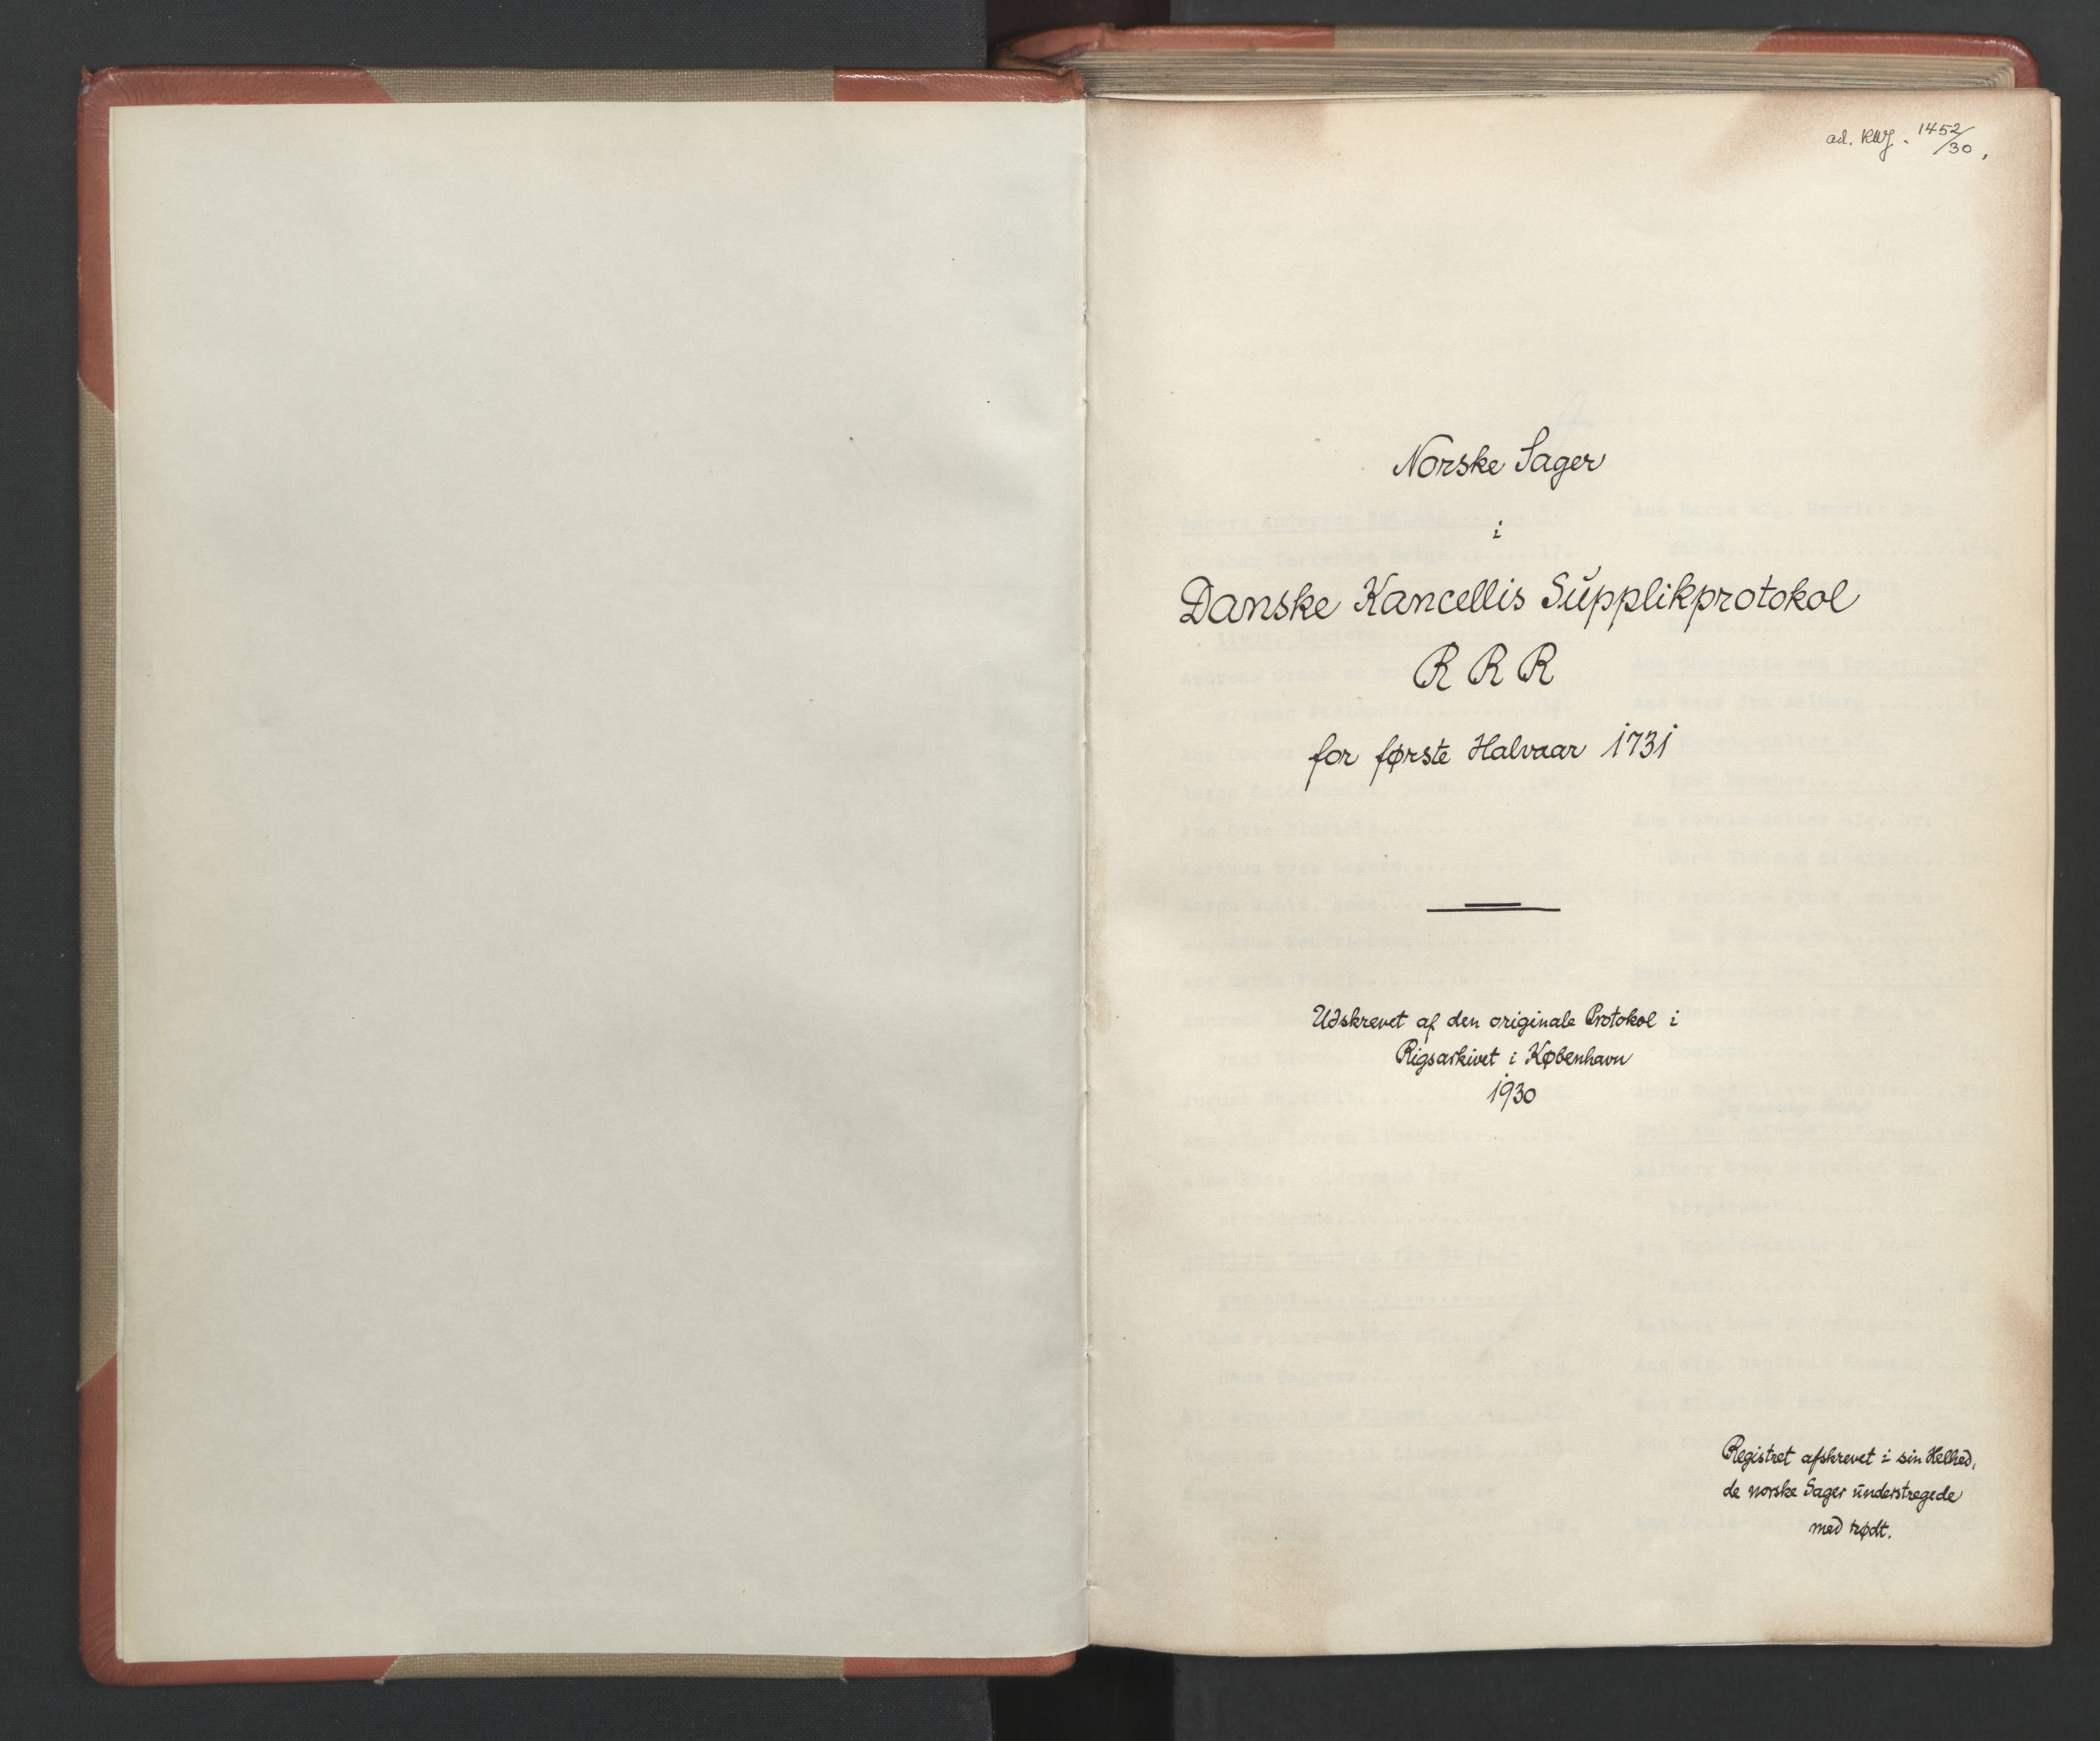 ad. RWJ. 1452/30.
Norske Sager
i
Danske Kancellis Supplikprotokol
R R R
for første Halvaar 1731
Udskrevet af den originale Protokol i
Rigsarkivet i København
1930
Registret afskrevet i sin Helhed,
de norske Sager understregede
med rødt.